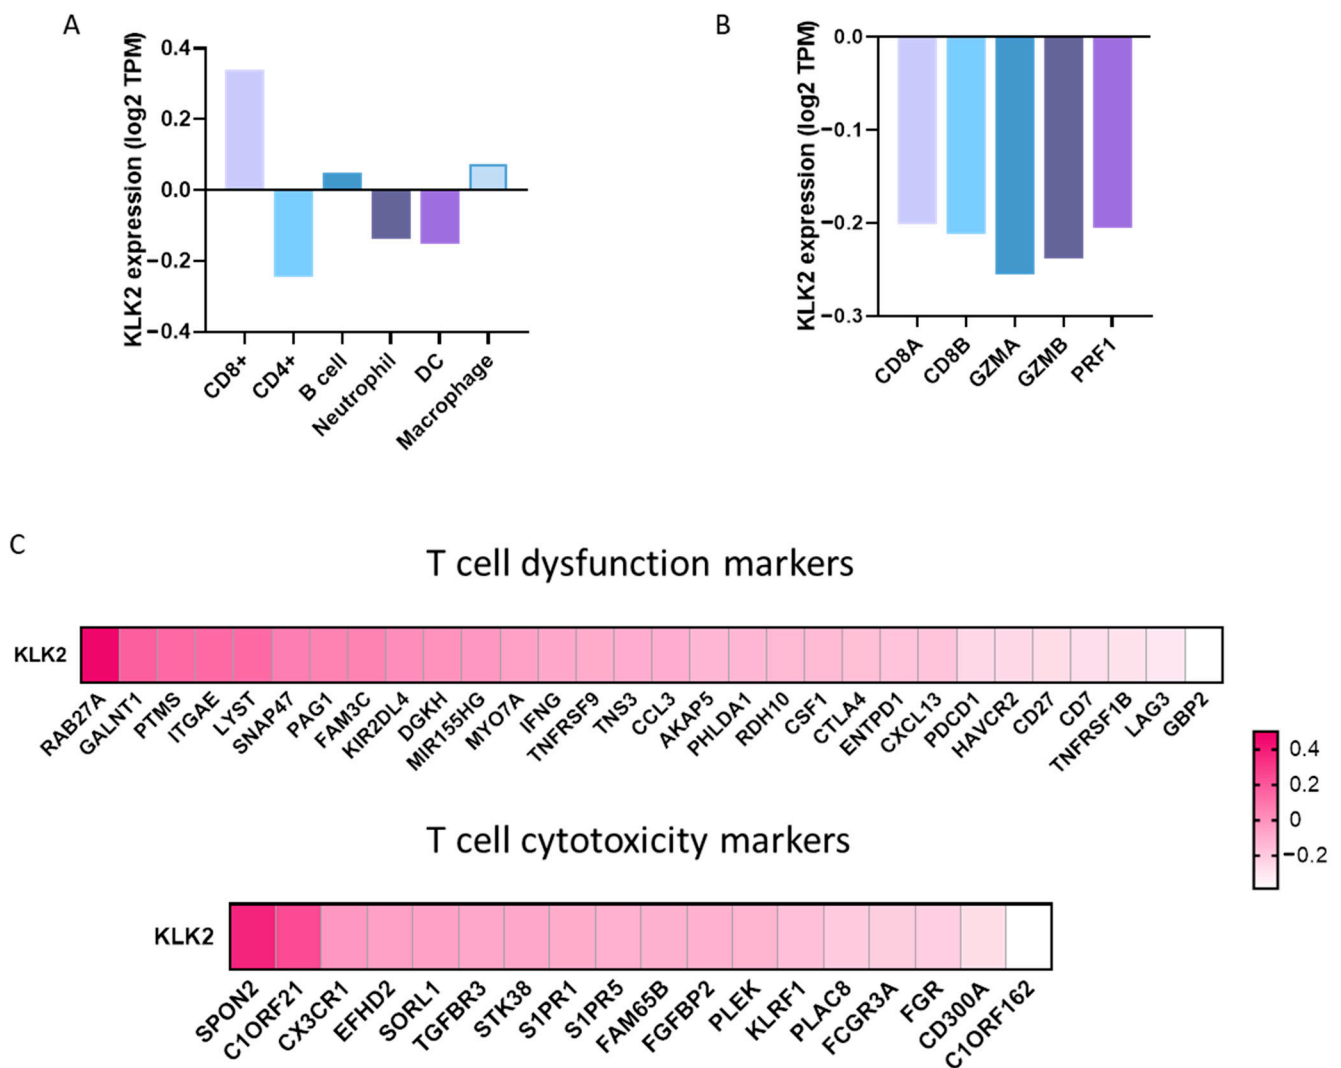 A
KLK2 expression (log2 TPM)
0.4
0.2
0.0
−0.2
−0.4
CD8+
CD4+
B cell
Neutrophil
DC
Macrophage
B
KLK2 expression (log2 TPM)
0.0
−0.1
−0.2
−0.3
CD8A
CD8B
GZMA
GZMB
PRF1
C
T cell dysfunction markers
KLK2
RAB27A
GALNT1
PTMS
ITGAE
LYST
SNAP47
PAG1
FAM3C
KIR2DL4
DGKH
MIR155HG
MYO7A
IFNG
TNFRSF9
TNS3
CCL3
AKAP5
PHLDA1
RDH10
CSF1
CTLA4
ENTPD1
CXCL13
PDCD1
HAVCR2
CD27
CD7
TNFRSF1B
LAG3
GBP2
0.4
0.2
0
−0.2
T cell cytotoxicity markers
KLK2
SPON2
C1ORF21
CX3CR1
EFHD2
SORL1
TGFBR3
STK38
S1PR1
S1PR5
FAM65B
FGFBP2
PLEK
KLRF1
PLAC8
FCGR3A
FGR
CD300A
C1ORF162